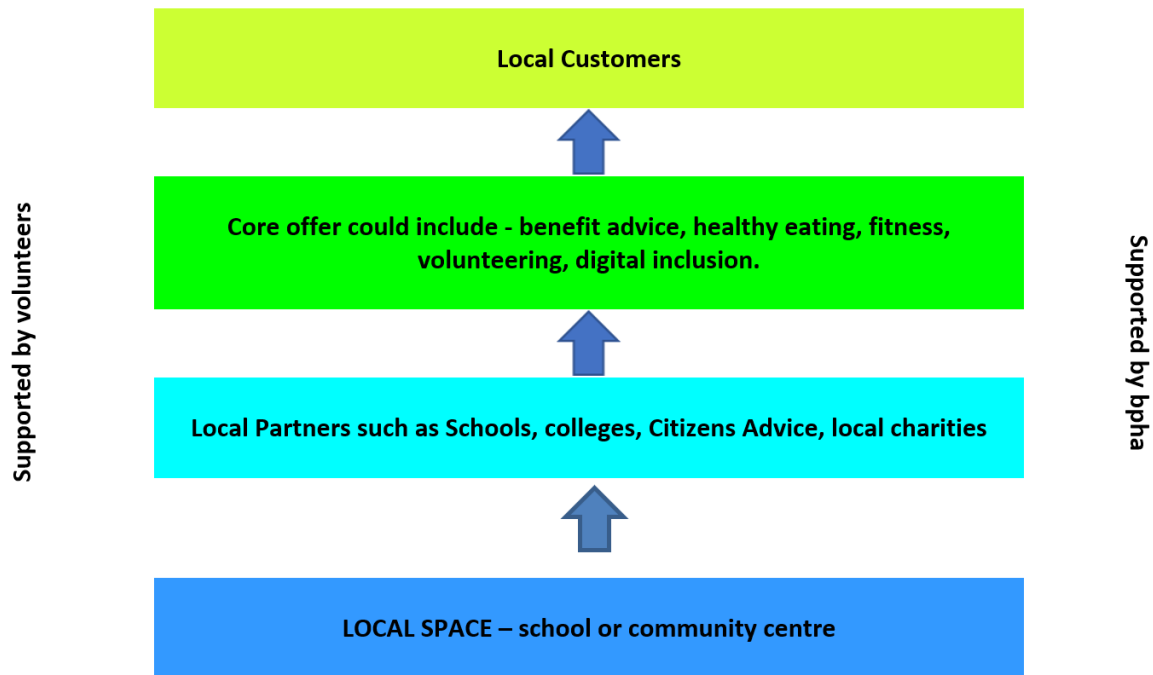 Local Customers
Core offer could include - benefit advice, healthy eating, fitness,
volunteering, digital inclusion.
Supported by volunteers
Supported by bpha
Local Partners such as Schools, colleges, Citizens Advice, local charities
LOCAL SPACE – school or community centre